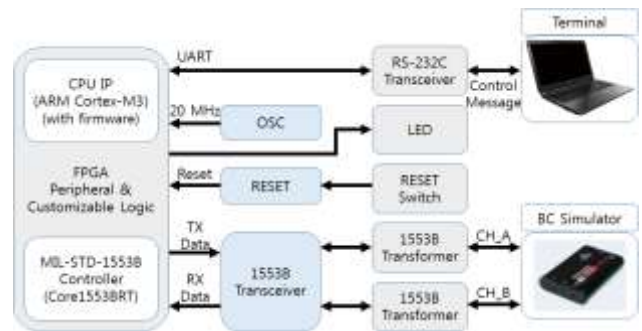 Terminal
UART
CPU IP
(ARM Cortex-M3)
(with firmware)
RS-232C
Transceiver
Control
Message
20 MHz
OSC
LED
FPGA
Peripheral &
Customizable Logic
Reset
RESET
RESET
Switch
BC Simulator
TX
Data
MIL-STD-1553B
Controller
(Core1553BRT)
RX
Data
1553B
Transceiver
1553B
Transformer
CH_A
1553B
Transformer
CH_B